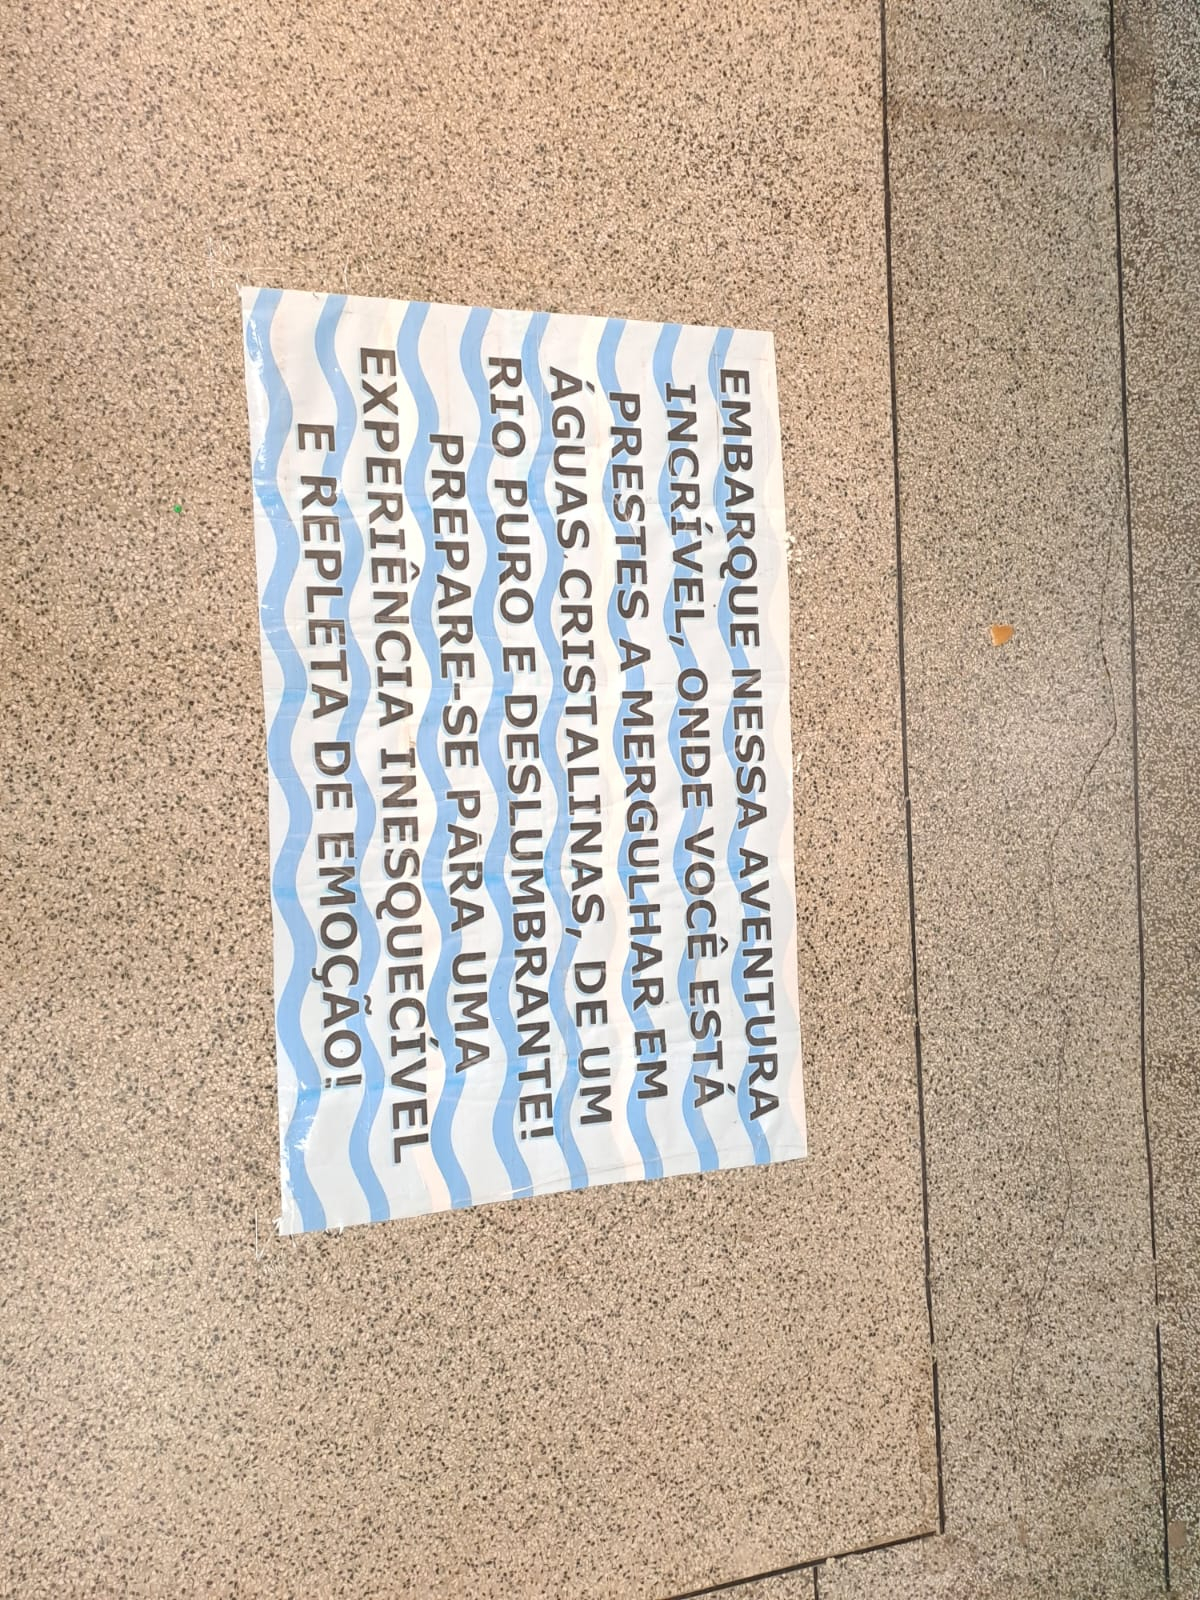 EMBARQUE NESSA AVENTURA
INCRÍVEL, ONDE VOCÊ ESTÁ
PRESTES A MERGULHAR EM
ÁGUAS CRISTALINAS, DE UM
RIO PURO E DESLUMBRANTE!
PREPARE-SE PARA UMA
EXPERIÊNCIA INESQUECÍVEL
E REPLETA DE EMOÇÃO!